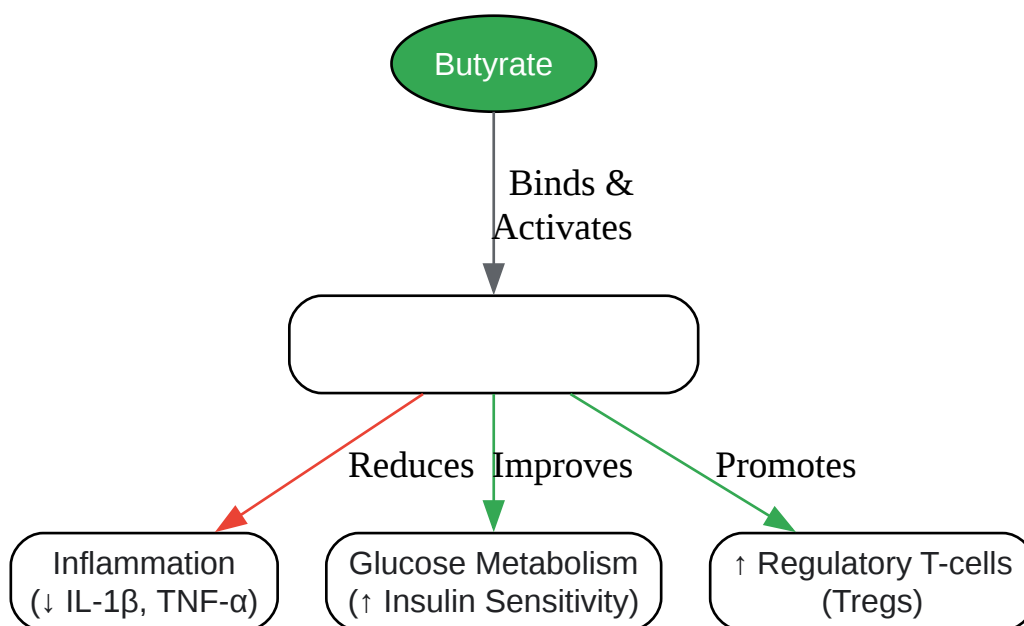 Butyrate
Binds &
Activates
Reduces
Improves
Promotes
Inflammation
(↓ IL-1β, TNF-α)
Glucose Metabolism
(↑ Insulin Sensitivity)
↑ Regulatory T-cells
(Tregs)